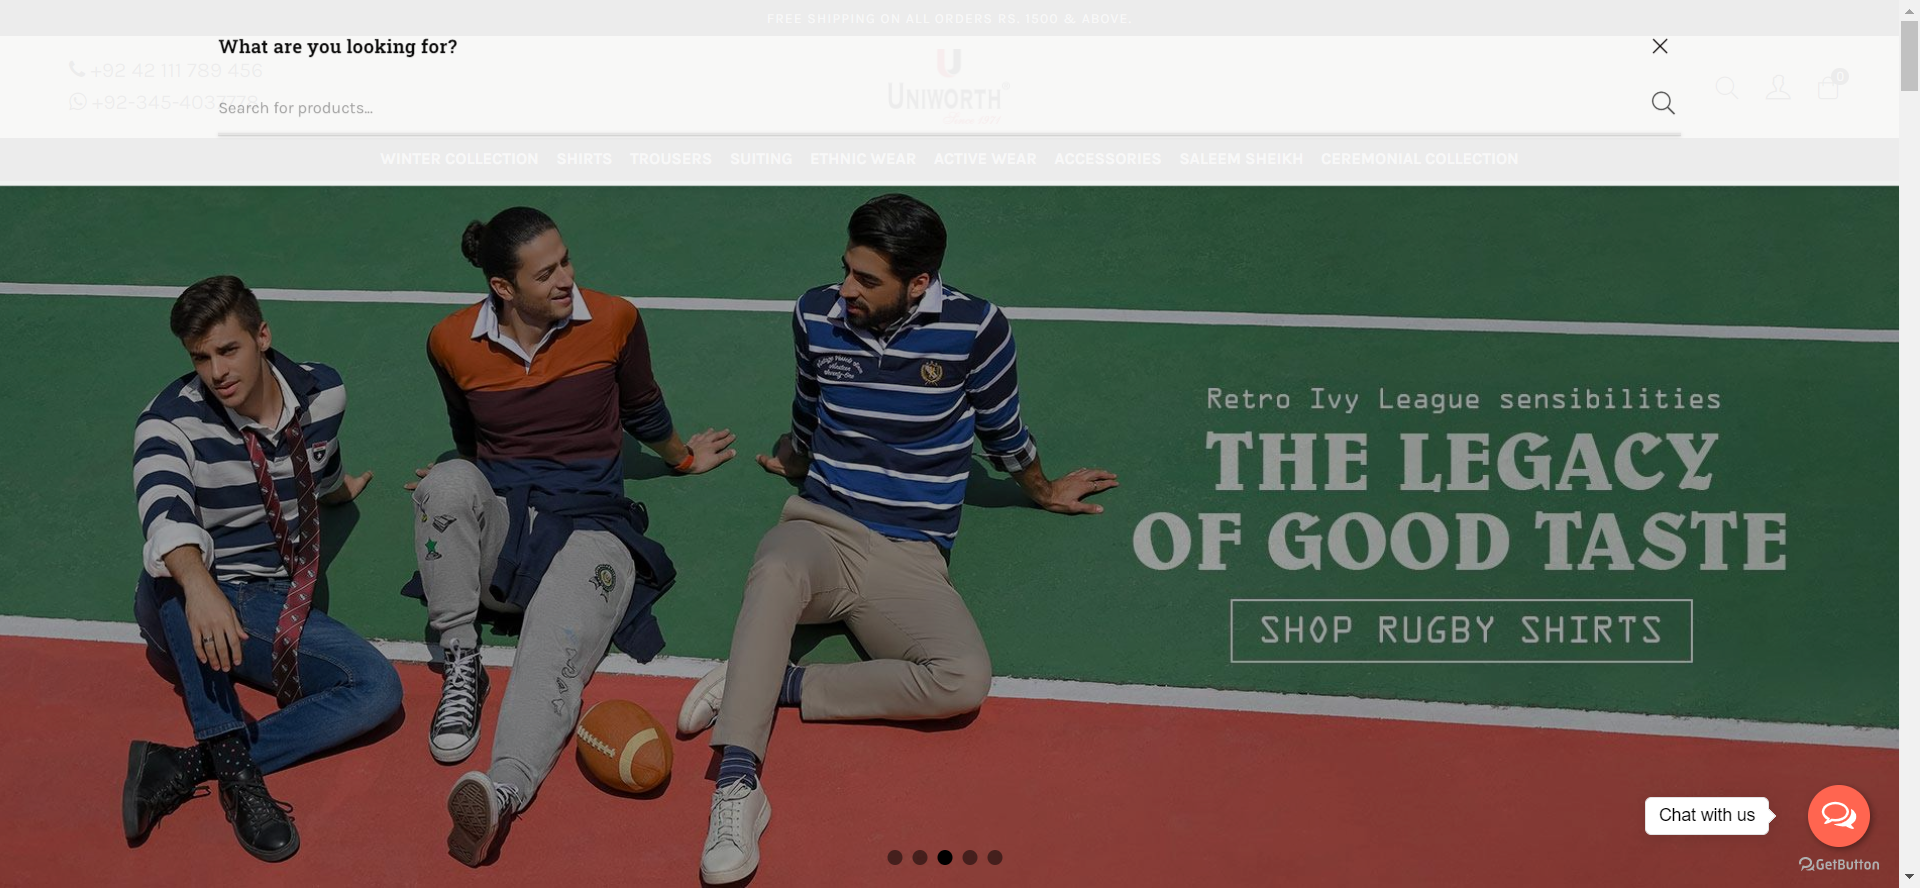 FREE SHIPPING ON ALL ORDERS RS. 1500 & ABOVE.
What are you looking for?
+92 42 111 789 456
+92-345-4037778
Search for products...
UNIWORTH
Since 1971
0
WINTER COLLECTION SHIRTS TROUSERS SUITING ETHNIC WEAR ACTIVE WEAR ACCESSORIES SALEEM SHEIKH CEREMONIAL COLLECTION
Retro Ivy League sensibilities
THE LEGACY
OF GOOD TASTE
SHOP RUGBY SHIRTS
Chat with us
GetButton